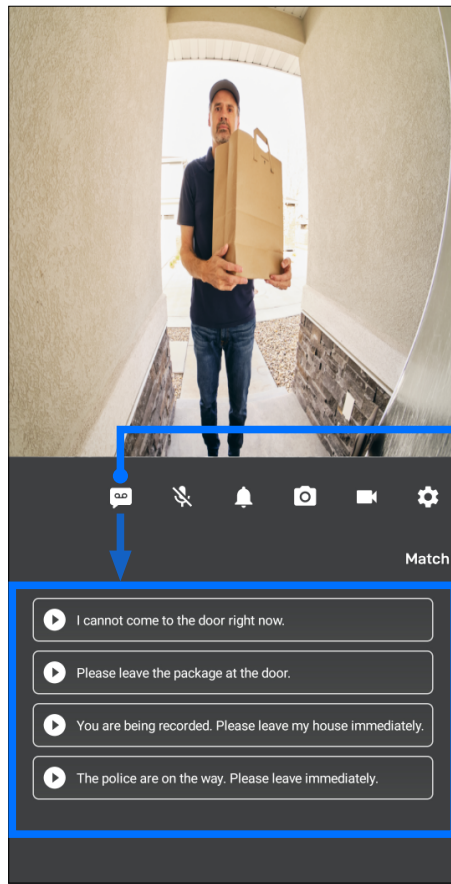 Match
I cannot come to the door right now.
Please leave the package at the door.
You are being recorded. Please leave my house immediately.
The police are on the way. Please leave immediately.